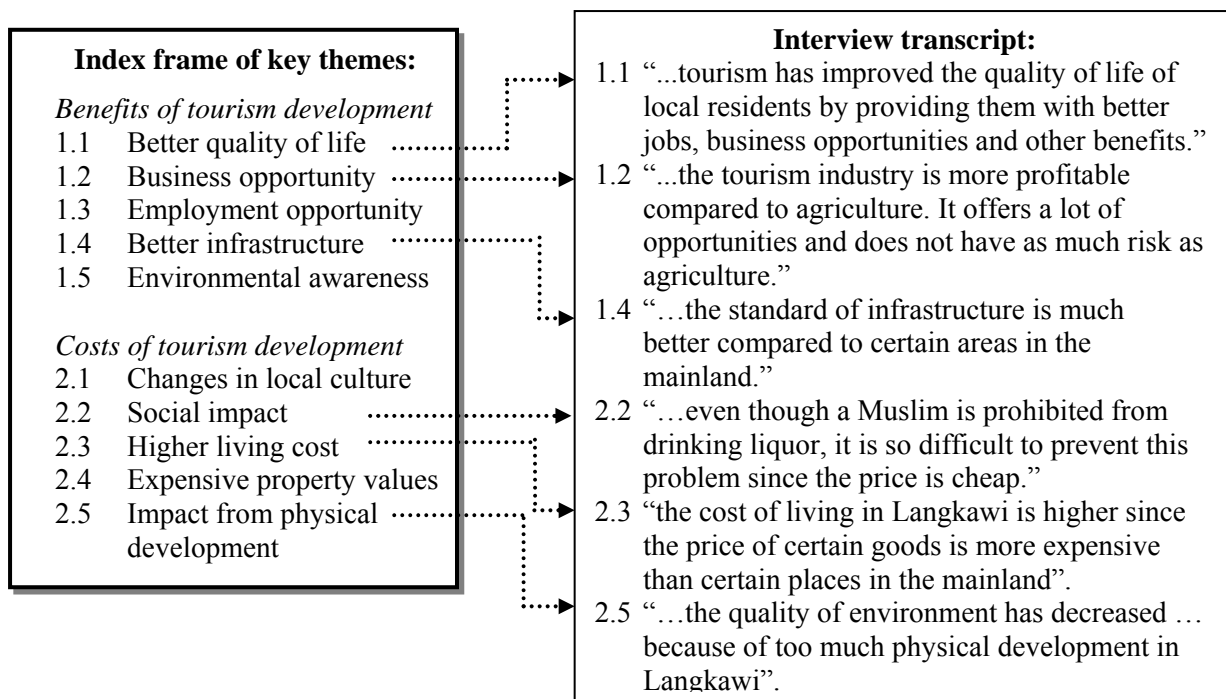 Index frame of key themes:
Benefits of tourism development
1.1 Better quality of life
1.2 Business opportunity
1.3 Employment opportunity
1.4 Better infrastructure
1.5 Environmental awareness
Costs of tourism development
2.1 Changes in local culture
2.2 Social impact
2.3 Higher living cost
2.4 Expensive property values
2.5 Impact from physical
development
Interview transcript:
1.1 “...tourism has improved the quality of life of
local residents by providing them with better
jobs, business opportunities and other benefits.”
1.2 “...the tourism industry is more profitable
compared to agriculture. It offers a lot of
opportunities and does not have as much risk as
agriculture.”
1.4 “…the standard of infrastructure is much
better compared to certain areas in the
mainland.”
2.2 “…even though a Muslim is prohibited from
drinking liquor, it is so difficult to prevent this
problem since the price is cheap.”
2.3 “the cost of living in Langkawi is higher since
the price of certain goods is more expensive
than certain places in the mainland”.
2.5 “…the quality of environment has decreased …
because of too much physical development in
Langkawi”.